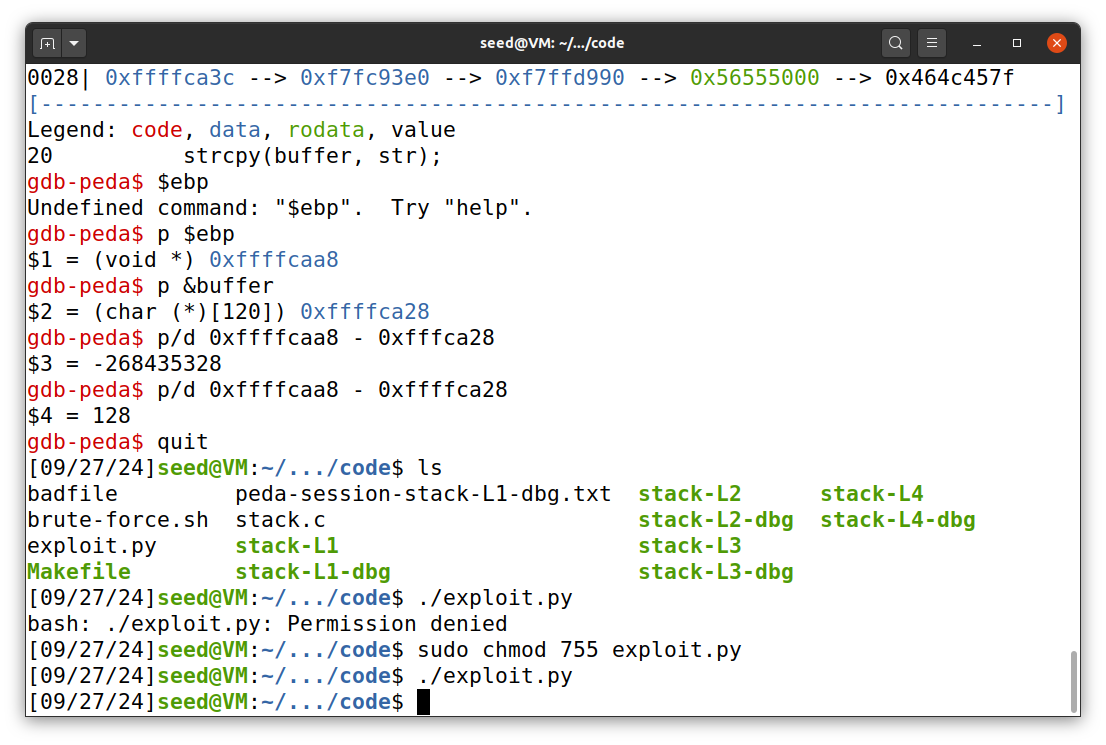 seed@VM: ~/.../code
0028| 0xffffca3c --> 0xf7fc93e0 --> 0xf7ffd990 --> 0x56555000 --> 0x464c457f
[------------------------------------------------------------------------------]
Legend: code, data, rodata, value
20          strcpy(buffer, str);
gdb-peda$ $ebp
Undefined command: "$ebp".  Try "help".
gdb-peda$ p $ebp
$1 = (void *) 0xffffcaa8
gdb-peda$ p &buffer
$2 = (char (*)[120]) 0xffffca28
gdb-peda$ p/d 0xffffcaa8 - 0xfffca28
$3 = -268435328
gdb-peda$ p/d 0xffffcaa8 - 0xffffca28
$4 = 128
gdb-peda$ quit
[09/27/24]seed@VM:~/.../code$ ls
badfile         peda-session-stack-L1-dbg.txt  stack-L2      stack-L4
brute-force.sh  stack.c                        stack-L2-dbg  stack-L4-dbg
exploit.py      stack-L1                       stack-L3
Makefile        stack-L1-dbg                   stack-L3-dbg
[09/27/24]seed@VM:~/.../code$ ./exploit.py
bash: ./exploit.py: Permission denied
[09/27/24]seed@VM:~/.../code$ sudo chmod 755 exploit.py
[09/27/24]seed@VM:~/.../code$ ./exploit.py
[09/27/24]seed@VM:~/.../code$